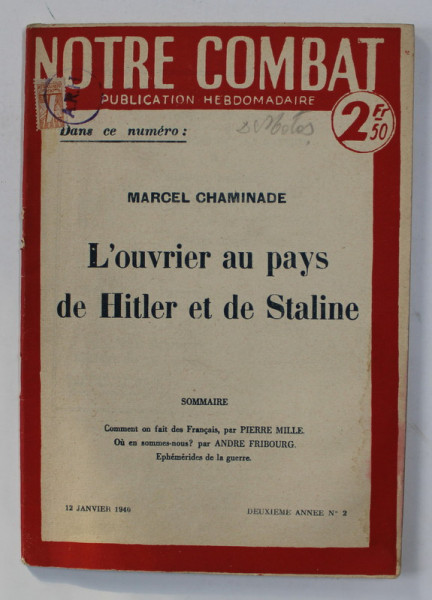 NOTRE COMBAT
PUBLICATION HEBDOMADAIRE
2 Fr 50
Dans ce numéro :
MARCEL CHAMINADE
L'ouvrier au pays
de Hitler et de Staline
SOMMAIRE
Comment on fait des Français, par PIERRE MILLE.
Où en sommes-nous? par ANDRE FRIBOURG.
Ephémérides de la guerre.
12 JANVIER 1940
DEUXIEME ANNEE N° 2